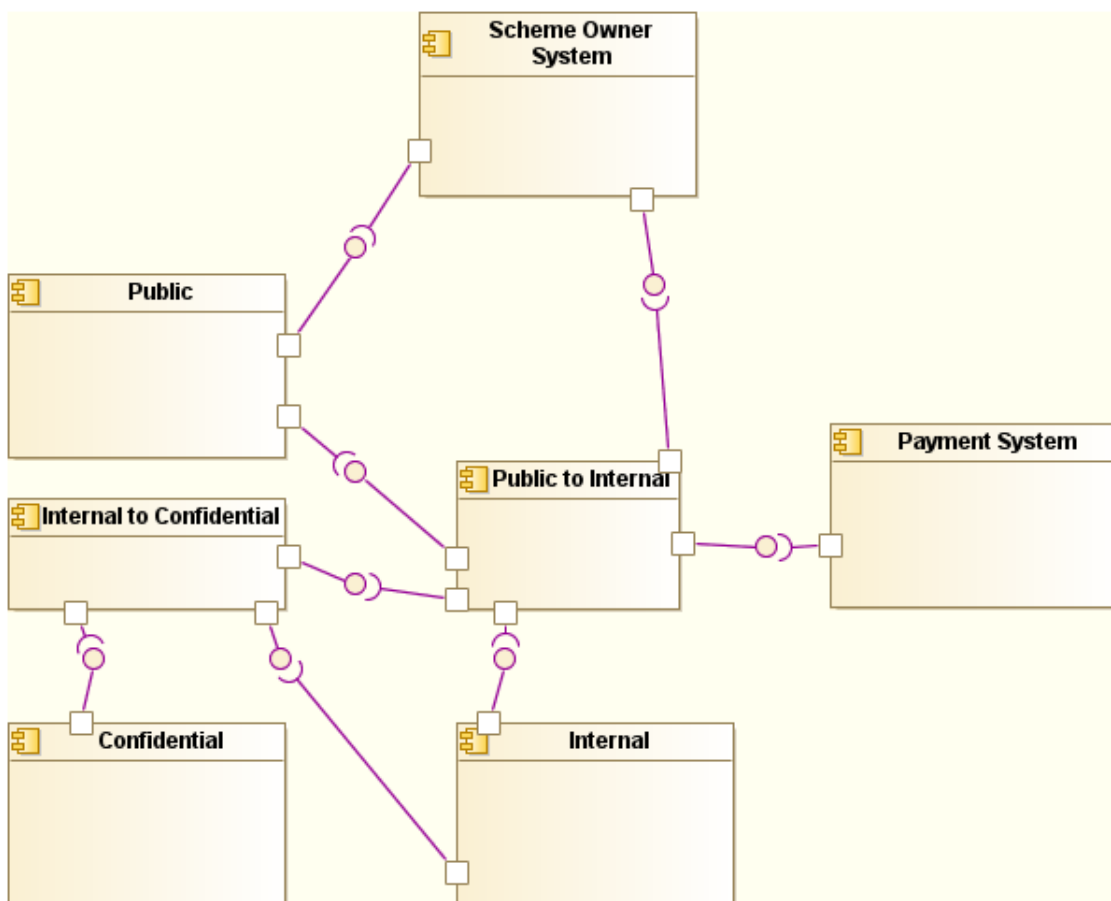 Scheme Owner
System
Public
Payment System
Public to Internal
Internal to Confidential
Confidential
Internal